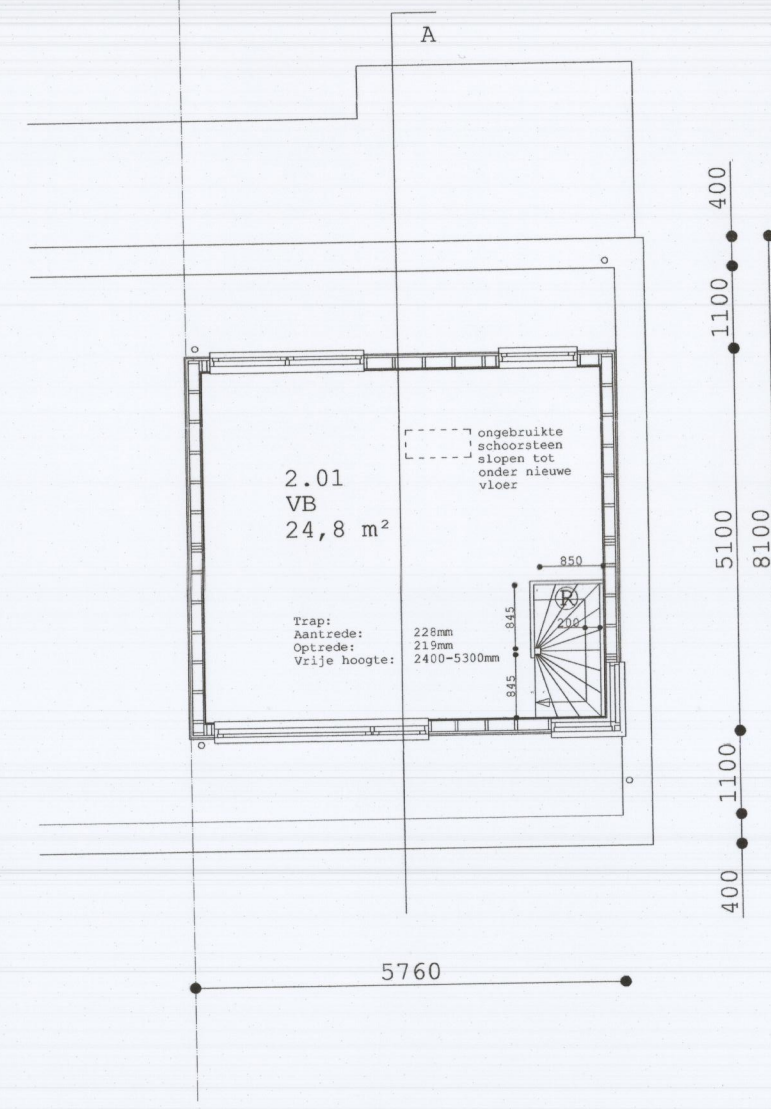 A
400
1100
ongebruikte
schoorsteen
slopen tot
onder nieuwe
vloer
2.01
VB
24,8 m²
5100
8100
850
R
845
200
Trap:
Aantrede: 228mm
Optrede: 219mm
Vrije hoogte: 2400-5300mm
845
1100
400
5760